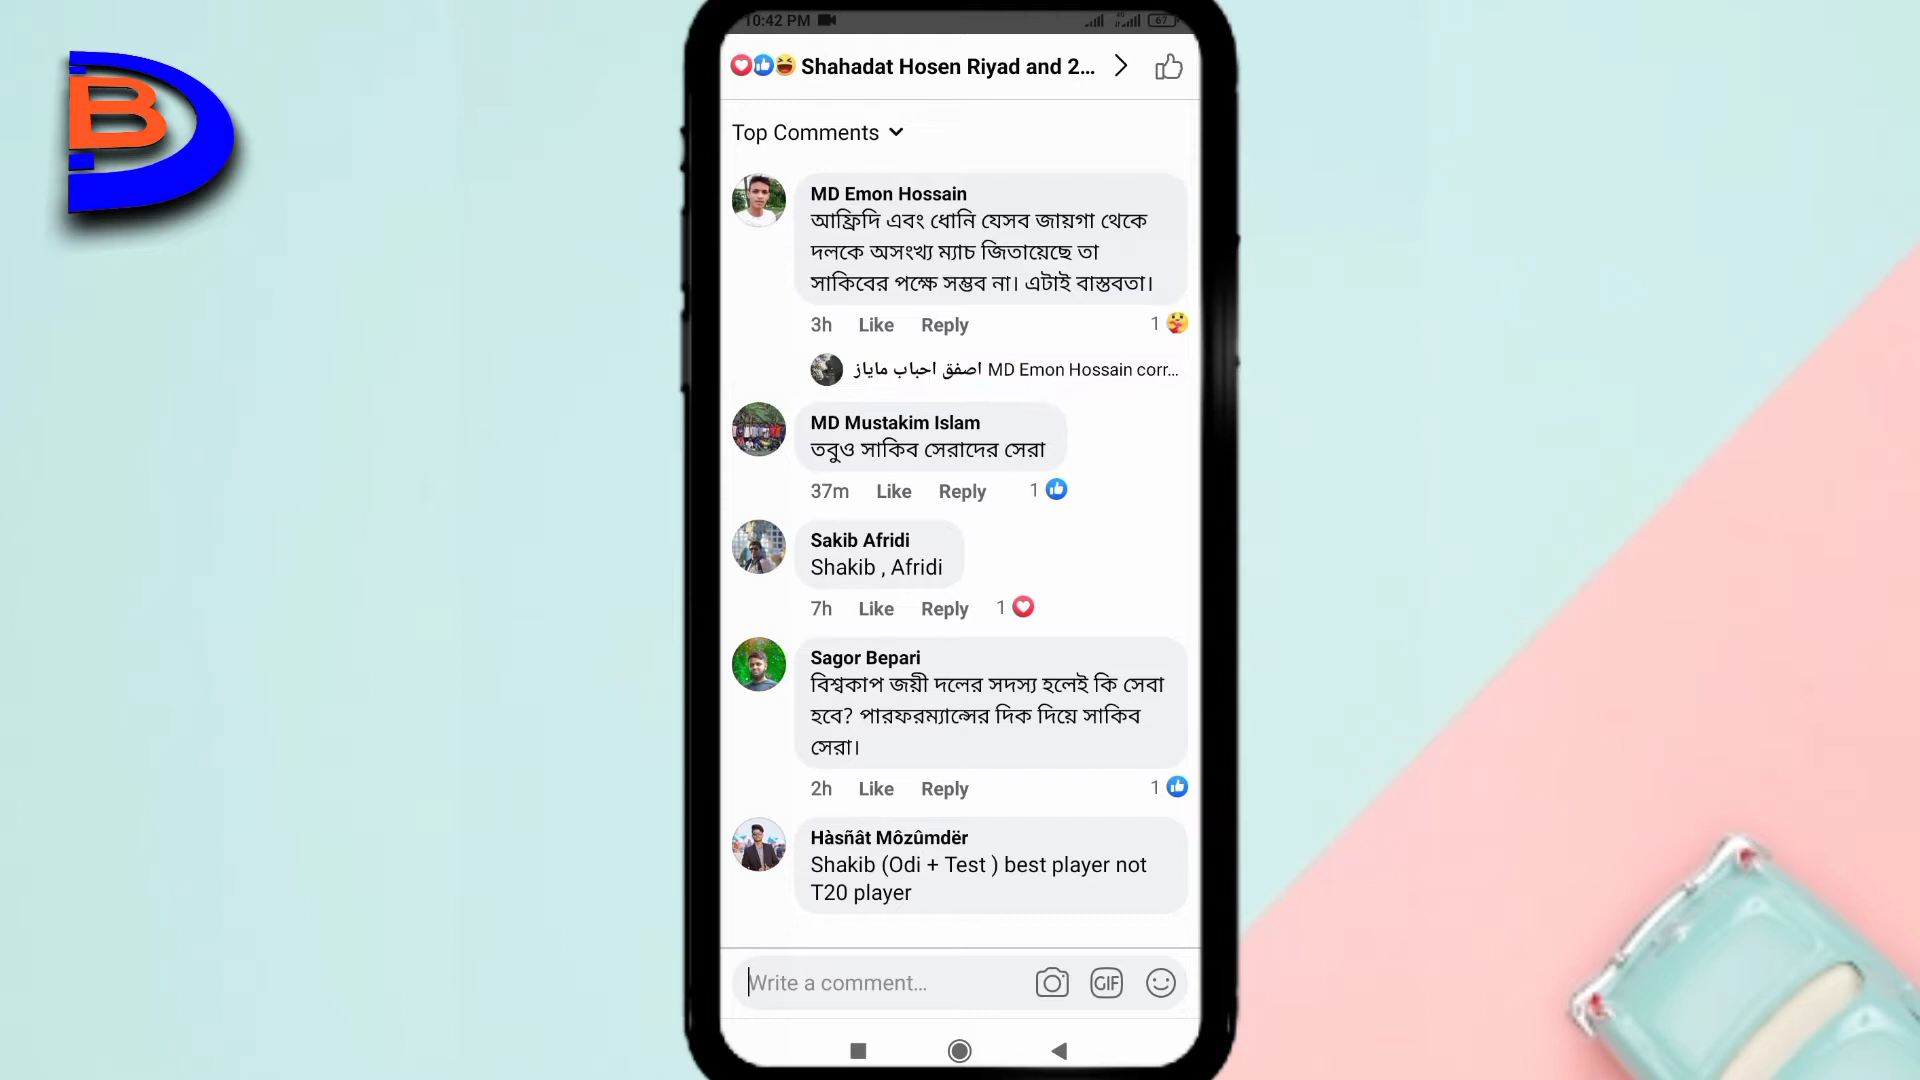 B
10:42 PM 4G 67
Shahadat Hosen Riyad and 2...
Top Comments
MD Emon Hossain
আফ্রিদি এবং ধোনি যেসব জায়গা থেকে
দলকে অসংখ্য ম্যাচ জিতায়েছে তা
সাকিবের পক্ষে সম্ভব না। এটাই বাস্তবতা।
3h Like Reply 1
اصفق احباب ماياز MD Emon Hossain corr...
MD Mustakim Islam
তবুও সাকিব সেরাদের সেরা
37m Like Reply 1
Sakib Afridi
Shakib , Afridi
7h Like Reply 1
Sagor Bepari
বিশ্বকাপ জয়ী দলের সদস্য হলেই কি সেবা
হবে? পারফরম্যান্সের দিক দিয়ে সাকিব
সেরা।
2h Like Reply 1
Hàsñât Môzûmdër
Shakib (Odi + Test ) best player not
T20 player
Write a comment... GIF